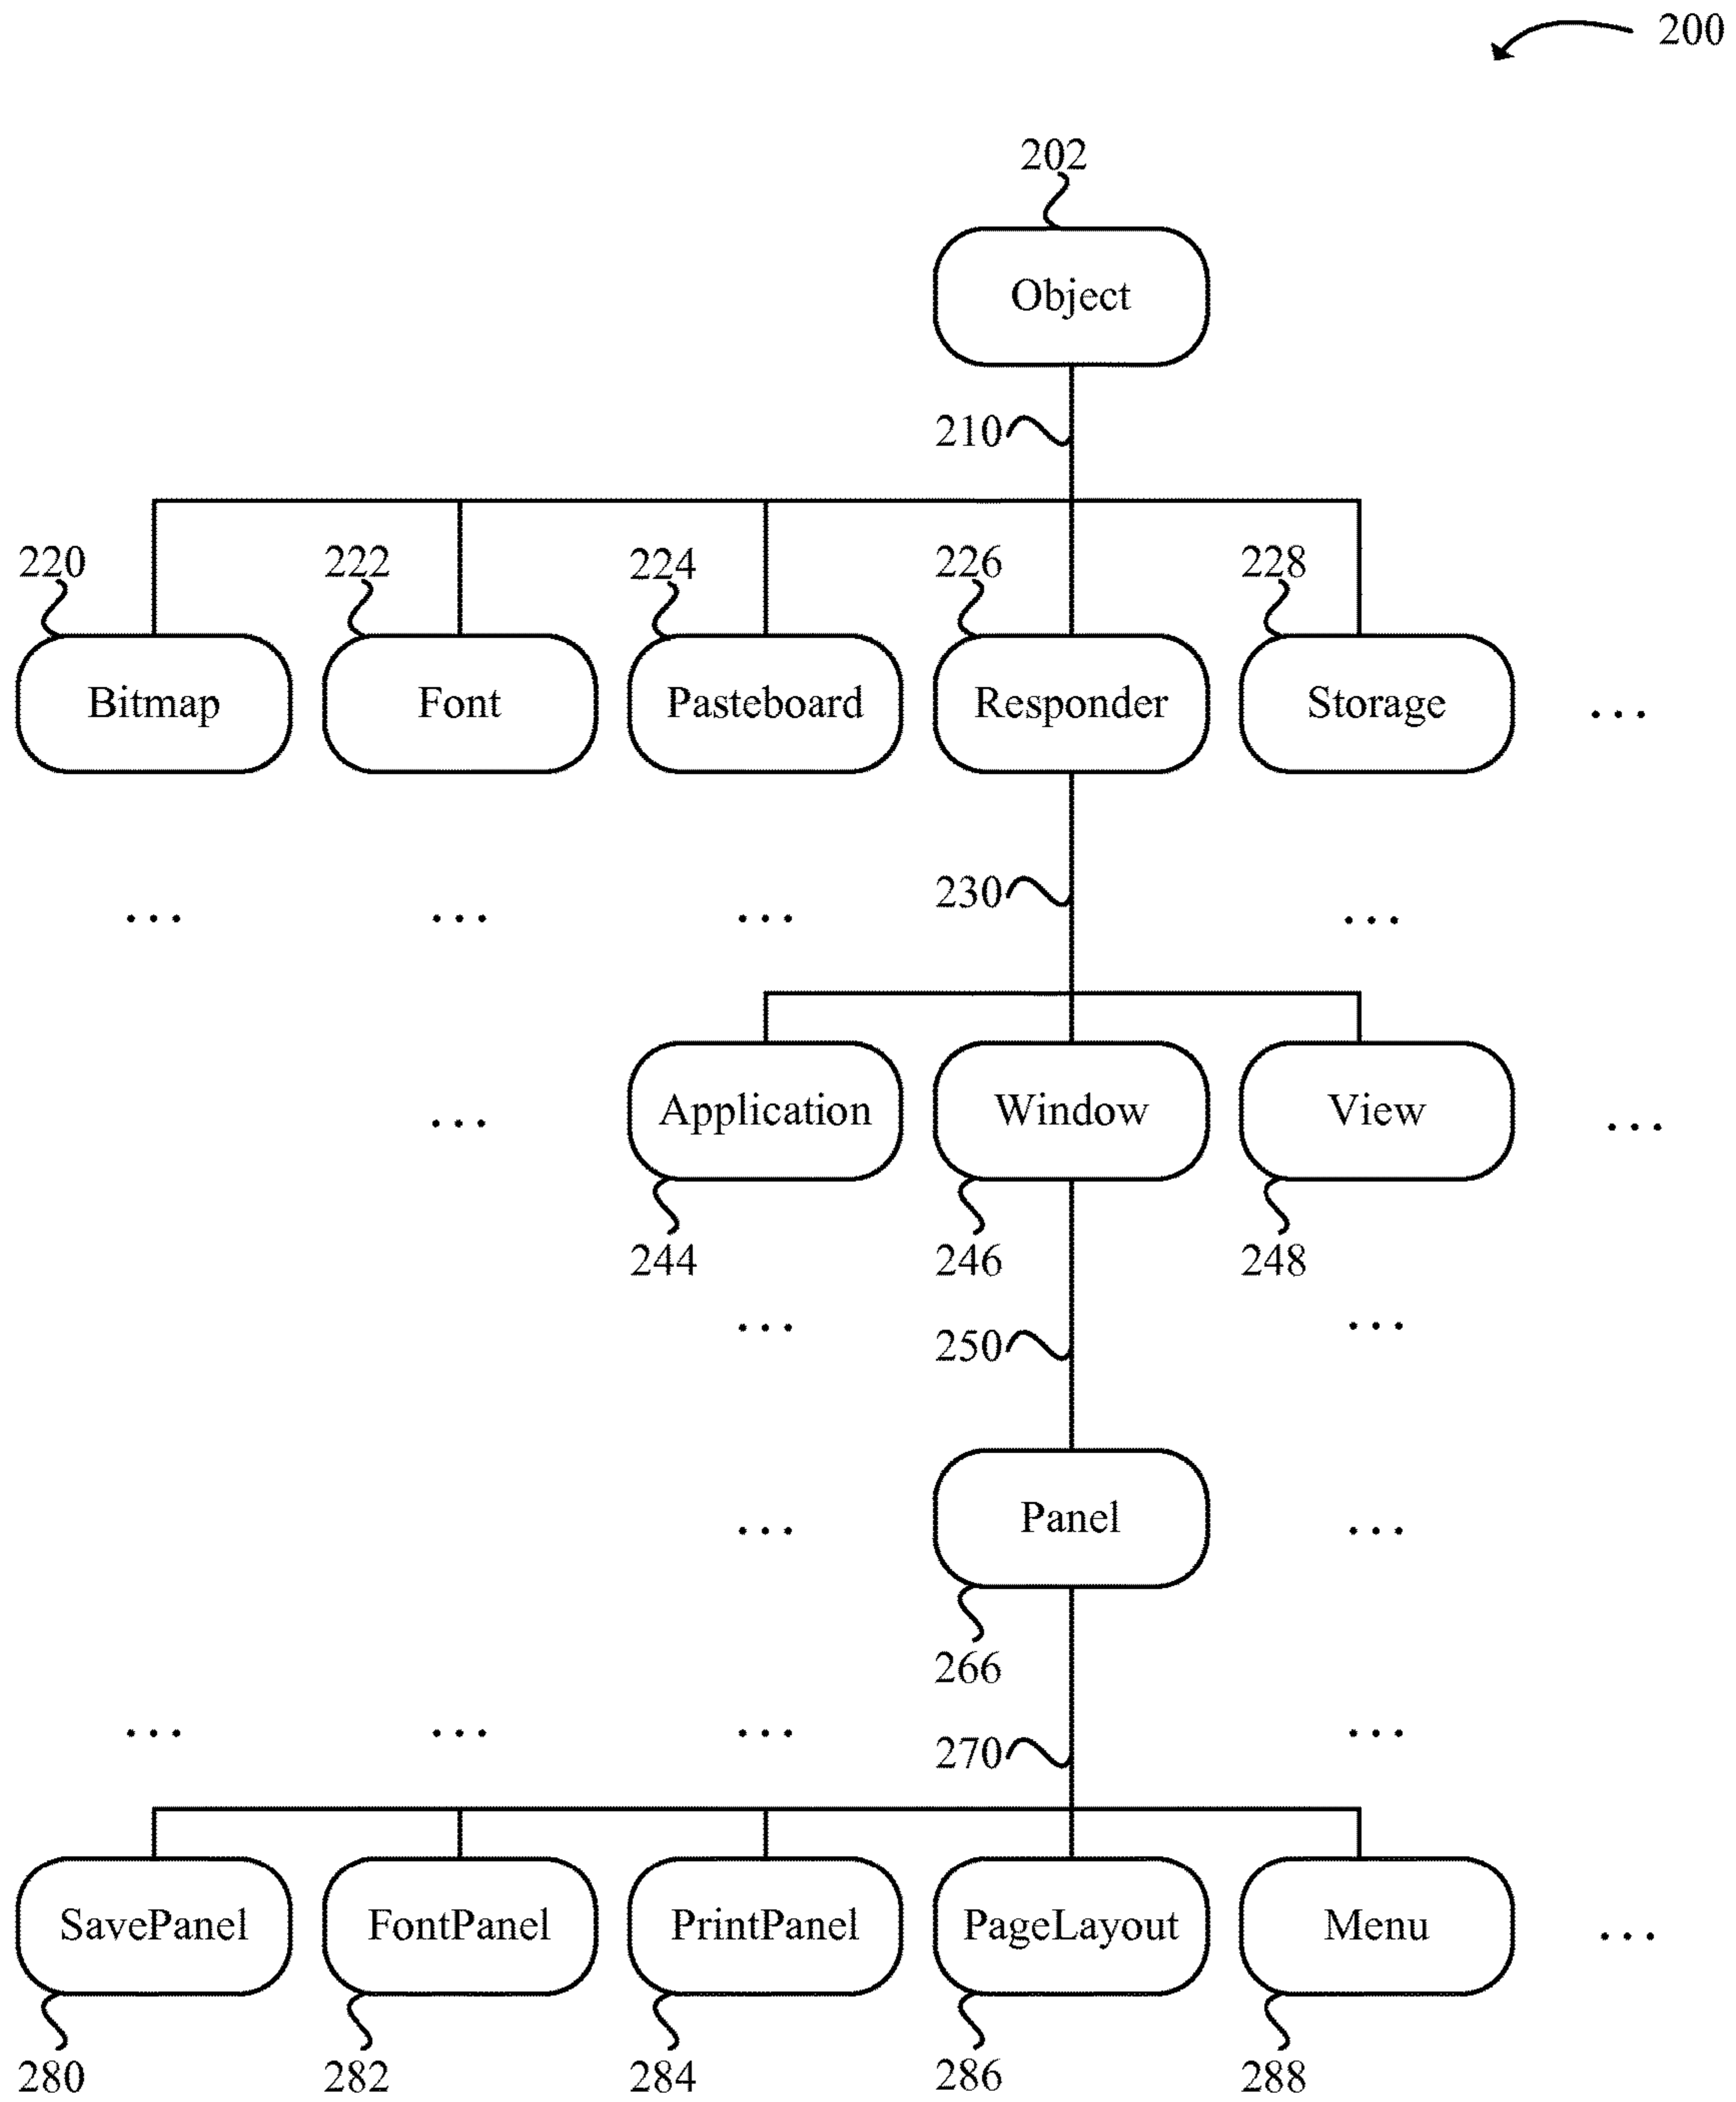 200
202
Object
210
220 222 224 226 228
Bitmap Font Pasteboard Responder Storage ...
230
... ... ... ...
... Application Window View ...
244 246 248
... ...
250
... Panel ...
266
... ... ... ...
270
SavePanel FontPanel PrintPanel PageLayout Menu ...
280 282 284 286 288